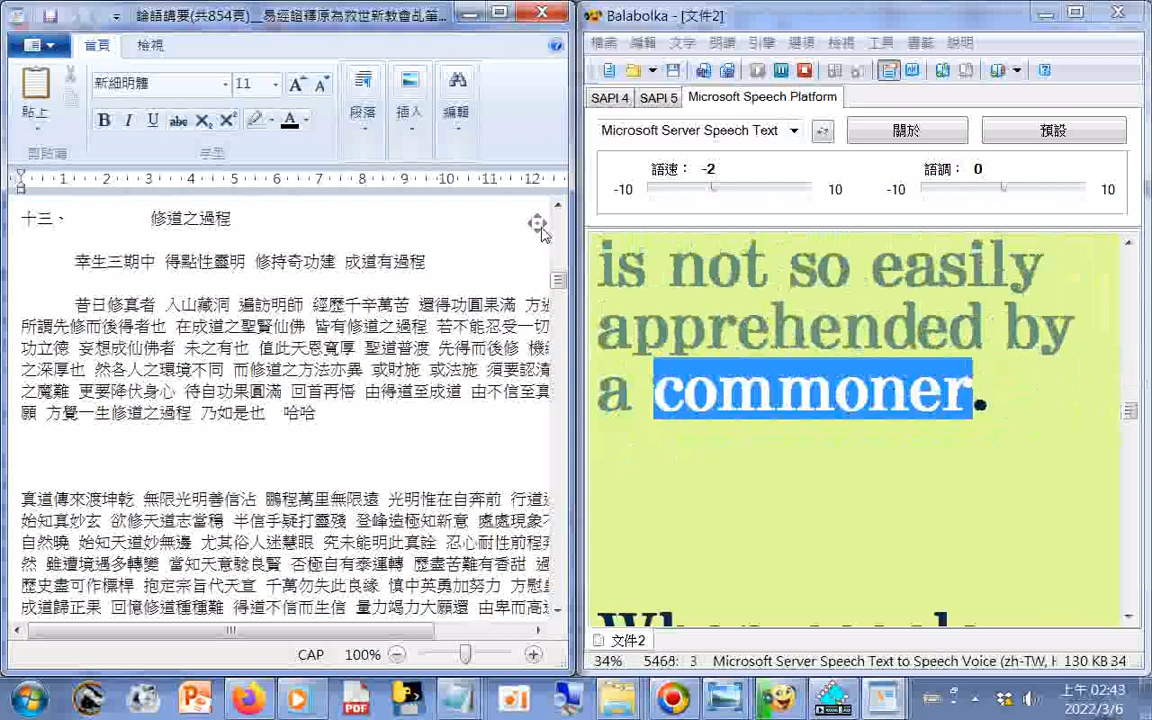 論語講要(共854頁)__易經證釋原為救世新教會乩筆...
首頁 檢視
貼上
新細明體 11
段落 插入 編輯
B I U abc X₂ X² A
剪貼簿 字型
1 2 3 4 5 6 7 8 9 10 11 12
十三、 修道之過程
幸生三期中 得點性靈明 修持奇功建 成道有過程
昔日修真者 入山藏洞 遍訪明師 經歷千辛萬苦 還得功圓果滿 方
所謂先修而後得者也 在成道之聖賢仙佛 皆有修道之過程 若不能忍受一切
功立德 妄想成仙佛者 未之有也 值此天恩寬厚 聖道普渡 先得而後修 機
之深厚也 然各人之環境不同 而修道之方法亦異 或財施 或法施 須要認清
之魔難 更要降伏身心 待自功果圓滿 回首再悟 由得道至成道 由不信至真
願 方覺一生修道之過程 乃如是也 哈哈
真道傳來渡坤乾 無限光明善信沾 鵬程萬里無限遠 光明惟在自奔前 行道
始知真妙玄 欲修天道志當穩 半信乎疑打靈殘 登峰造極知新意 處處現象
自然曉 始知天道妙無邊 尤其俗人迷慧眼 究未能明此真詮 忍心耐性前程
然 雖遭境遇多轉變 當知天意驗良賢 否極自有泰運轉 歷盡苦難有香甜
歷史盡可作標桿 抱定宗旨代天宣 千萬勿失此良緣 慎中英勇加努力 方慰
成道歸正果 回憶修道種種難 得道不信而生信 量力竭力大願還 由卑而高
CAP 100%
Balabolka - [文件2]
檔案 編輯 文字 朗讀 引擎 選項 檢視 工具 書籤 說明
SAPI 4 SAPI 5 Microsoft Speech Platform
Microsoft Server Speech Text 關於 預設
語速： -2 語調： 0
-10 10 -10 10
is not so easily
apprehended by
a commoner.
文件2
34% 5468: 3 Microsoft Server Speech Text to Speech Voice (zh-TW, H 130 KB 34
上午 02:43
2022/3/6